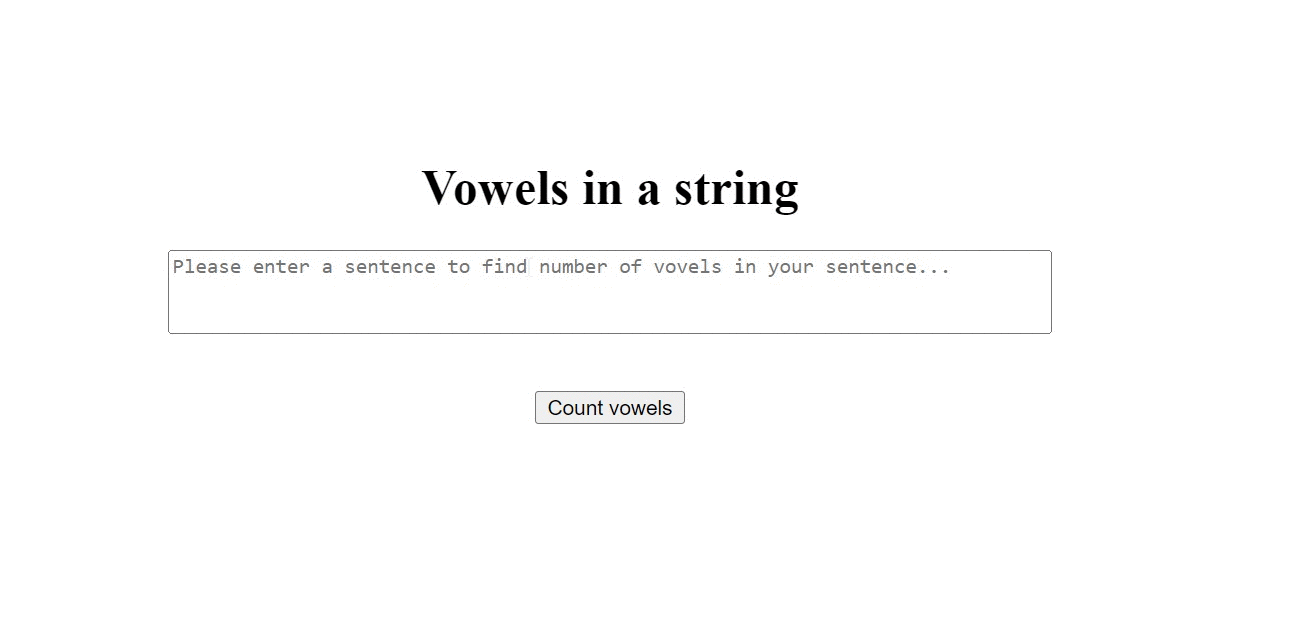 Vowels in a string
Please enter a sentence to find number of vovels in your sentence...
Count vowels